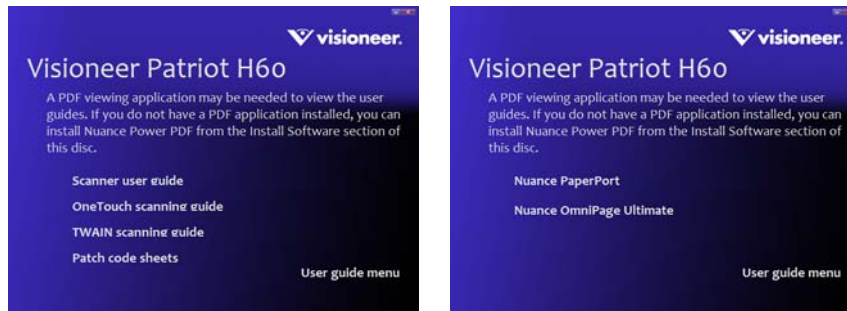 visioneer.
Visioneer Patriot H60
A PDF viewing application may be needed to view the user
guides. If you do not have a PDF application installed, you can
install Nuance Power PDF from the Install Software section of
this disc.
Scanner user guide
OneTouch scanning guide
TWAIN scanning guide
Patch code sheets
User guide menu
visioneer.
Visioneer Patriot H60
A PDF viewing application may be needed to view the user
guides. If you do not have a PDF application installed, you can
install Nuance Power PDF from the Install Software section of
this disc.
Nuance PaperPort
Nuance OmniPage Ultimate
User guide menu